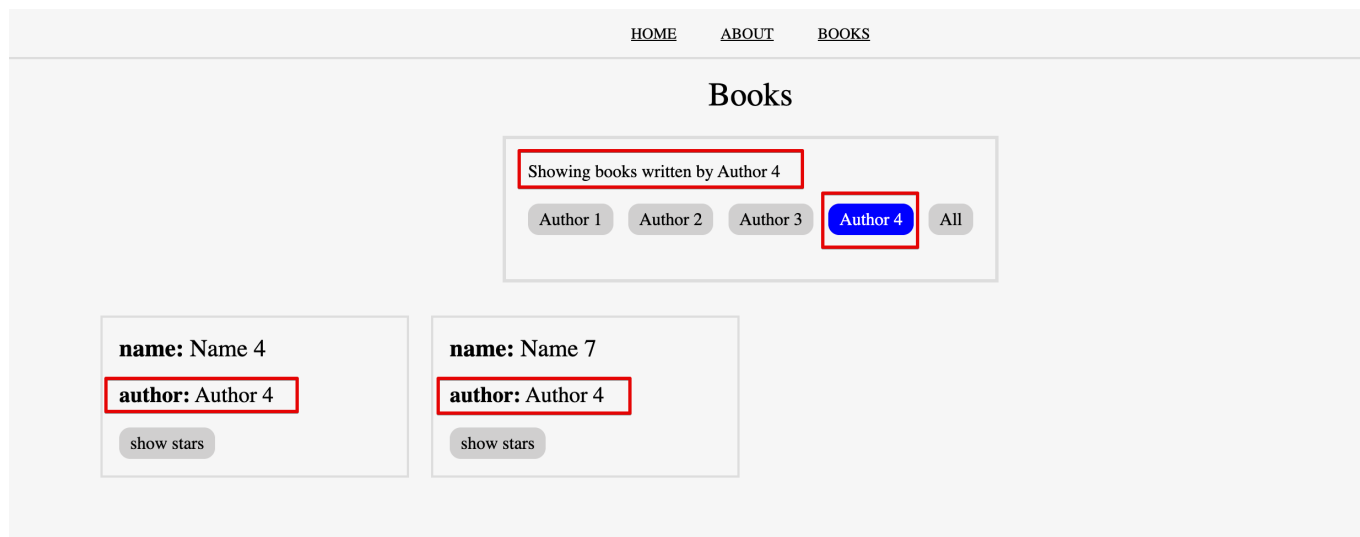 HOME ABOUT BOOKS
Books
Showing books written by Author 4
Author 1 Author 2 Author 3 Author 4 All
name: Name 4
author: Author 4
show stars
name: Name 7
author: Author 4
show stars